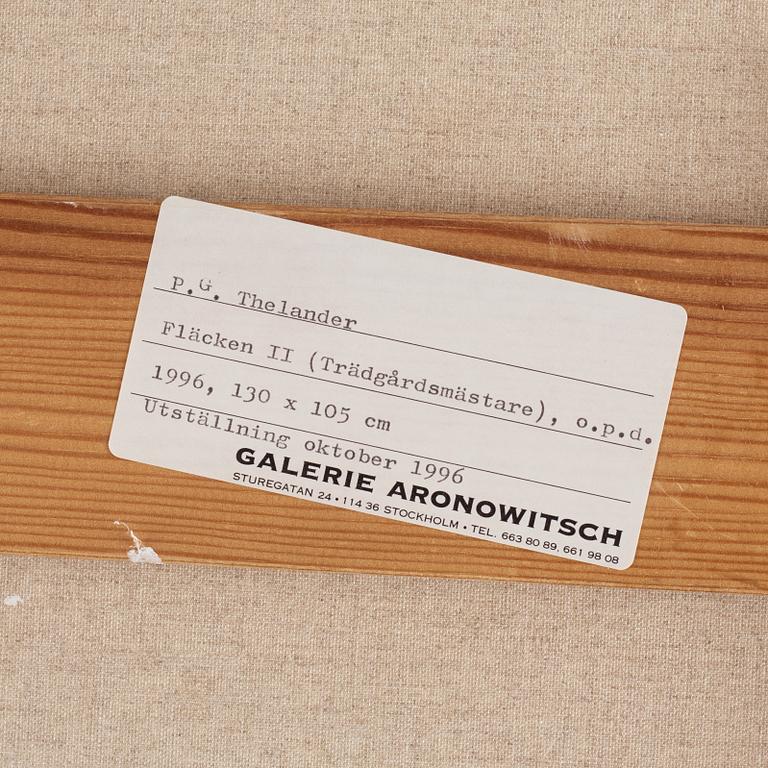 P.G. Thelander
Fläcken II (Trädgårdsmästare), o.p.d.
1996, 130 x 105 cm
Utställning oktober 1996
GALERIE ARONOWITSCH
STUREGATAN 24 • 114 36 STOCKHOLM • TEL. 663 80 89, 661 98 08